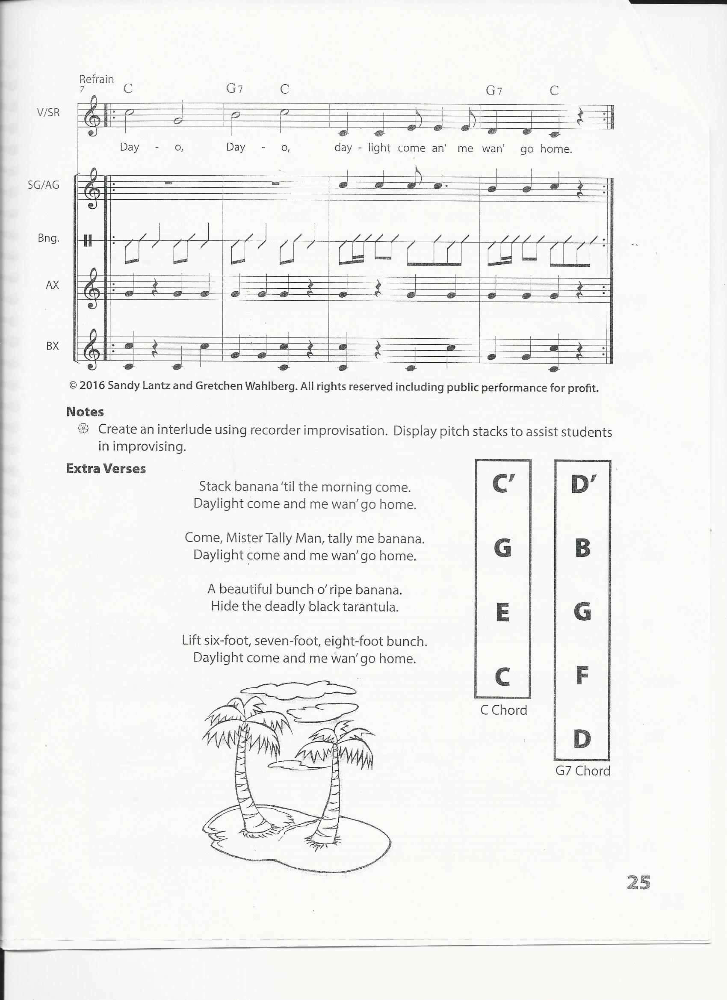 Refrain
7 C G7 C G7 C
V/SR
Day - o, Day - o, day - light come an' me wan' go home.
SG/AG
Bng.
AX
BX
© 2016 Sandy Lantz and Gretchen Wahlberg. All rights reserved including public performance for profit.
Notes
Create an interlude using recorder improvisation. Display pitch stacks to assist students
in improvising.
Extra Verses
Stack banana ‘til the morning come.
Daylight come and me wan’ go home.
Come, Mister Tally Man, tally me banana.
Daylight come and me wan’ go home.
A beautiful bunch o’ ripe banana.
Hide the deadly black tarantula.
Lift six-foot, seven-foot, eight-foot bunch.
Daylight come and me wan’ go home.
C’
G
E
C
C Chord
D’
B
G
F
D
G7 Chord
25